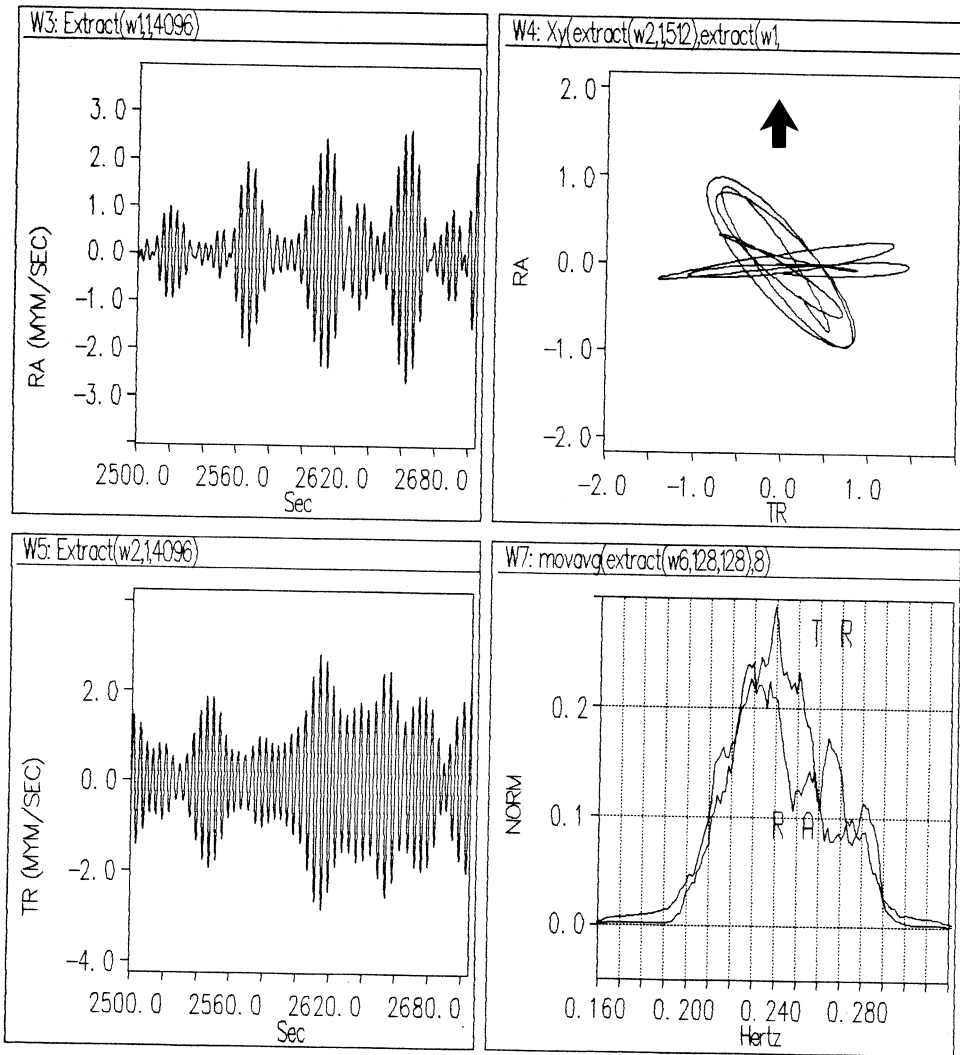 W3: Extract(w1,1,4096)
3.0
2.0
1.0
0.0
-1.0
-2.0
-3.0
RA (MYM/SEC)
2500.0 2560.0 2620.0 2680.0
Sec
W4: Xy(extract(w2,1,512),extract(w1,
2.0
1.0
0.0
-1.0
-2.0
RA
-2.0 -1.0 0.0 1.0
TR
W5: Extract(w2,1,4096)
2.0
0.0
-2.0
-4.0
TR (MYM/SEC)
2500.0 2560.0 2620.0 2680.0
Sec
W7: movavg(extract(w6,128,128),8)
T R
0.2
0.1
R A
0.0
NORM
0.160 0.200 0.240 0.280
Hertz